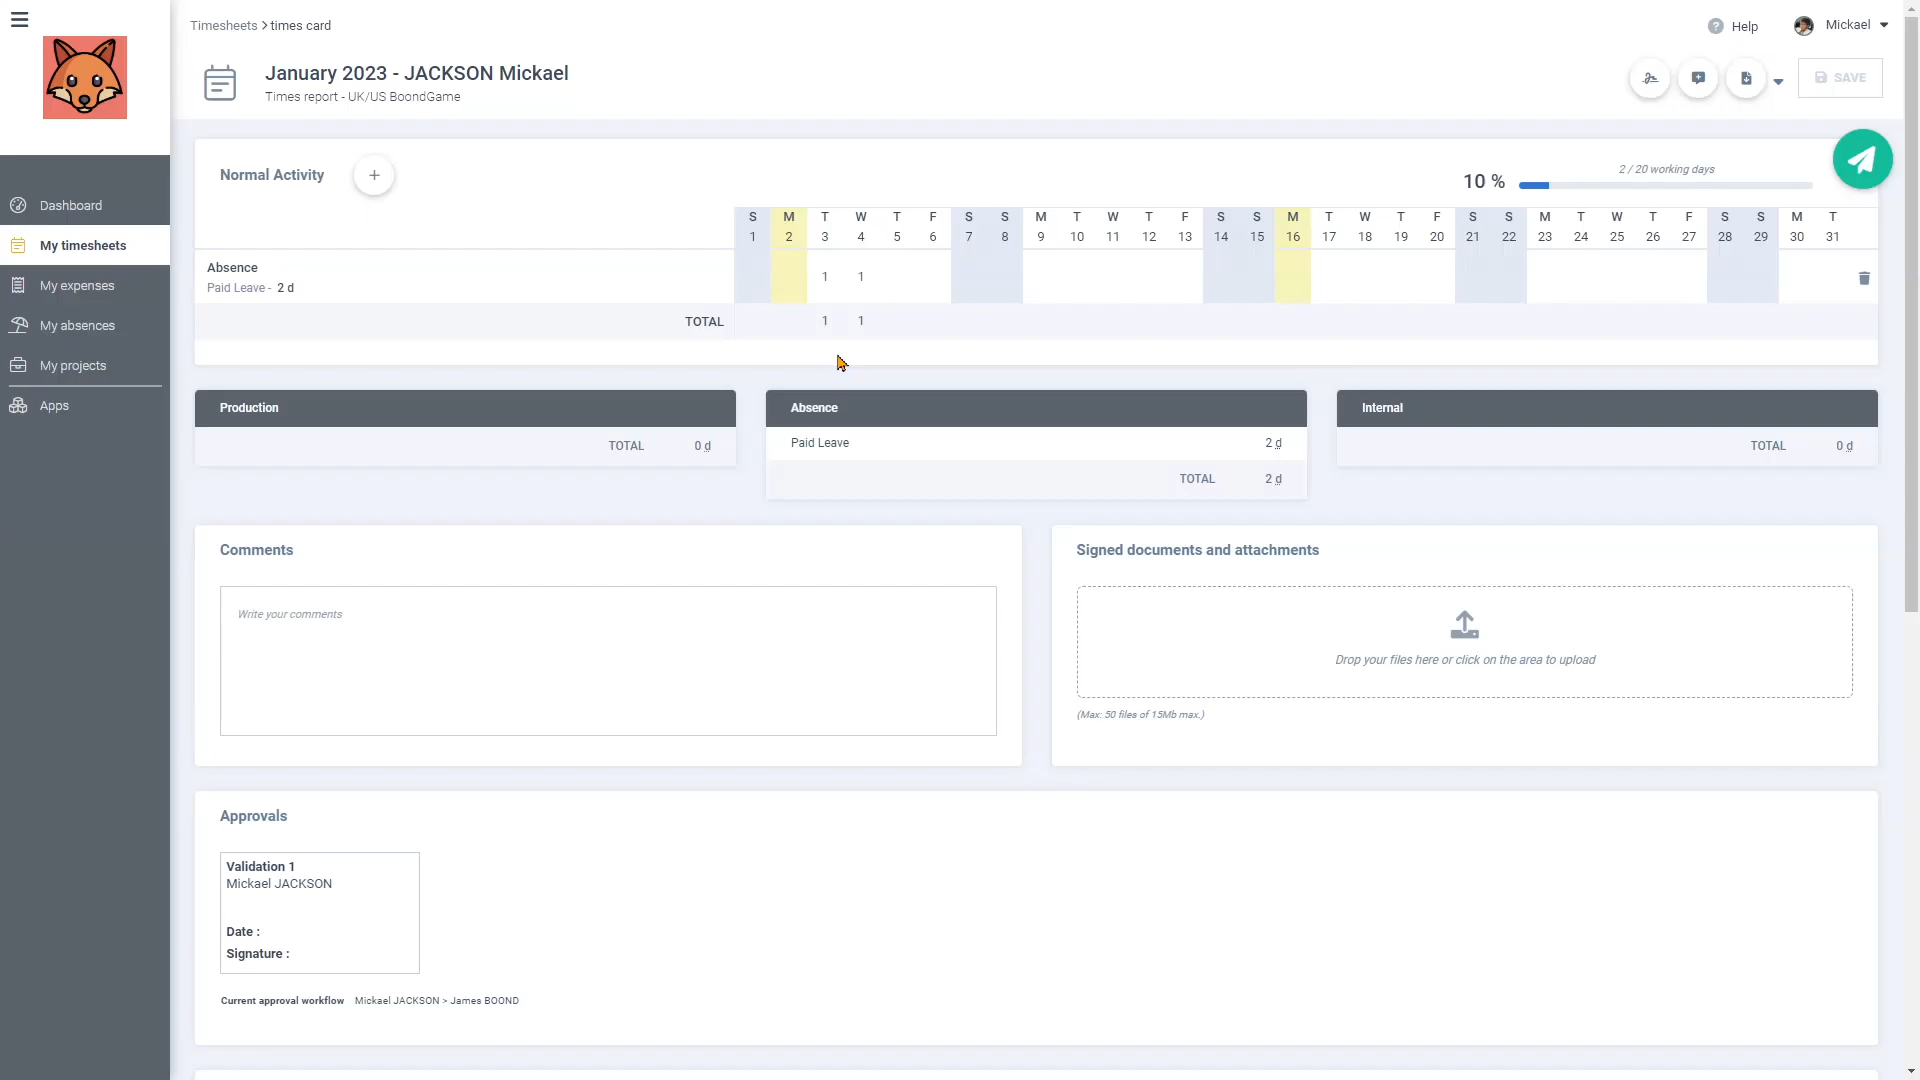 Timesheets > times card
Help
Mickael
January 2023 - JACKSON Mickael
Times report - UK/US BoondGame
SAVE
Dashboard
My timesheets
My expenses
My absences
My projects
Apps
Normal Activity
+
10 %
2 / 20 working days
S M T W T F S S M T W T F S S M T W T F S S M T W T F S S M T
1 2 3 4 5 6 7 8 9 10 11 12 13 14 15 16 17 18 19 20 21 22 23 24 25 26 27 28 29 30 31
Absence
Paid Leave - 2 d
1 1
TOTAL 1 1
Production
TOTAL 0 d
Absence
Paid Leave 2 d
TOTAL 2 d
Internal
TOTAL 0 d
Comments
Write your comments
Signed documents and attachments
Drop your files here or click on the area to upload
(Max: 50 files of 15Mb max.)
Approvals
Validation 1
Mickael JACKSON
Date :
Signature :
Current approval workflow Mickael JACKSON > James BOOND